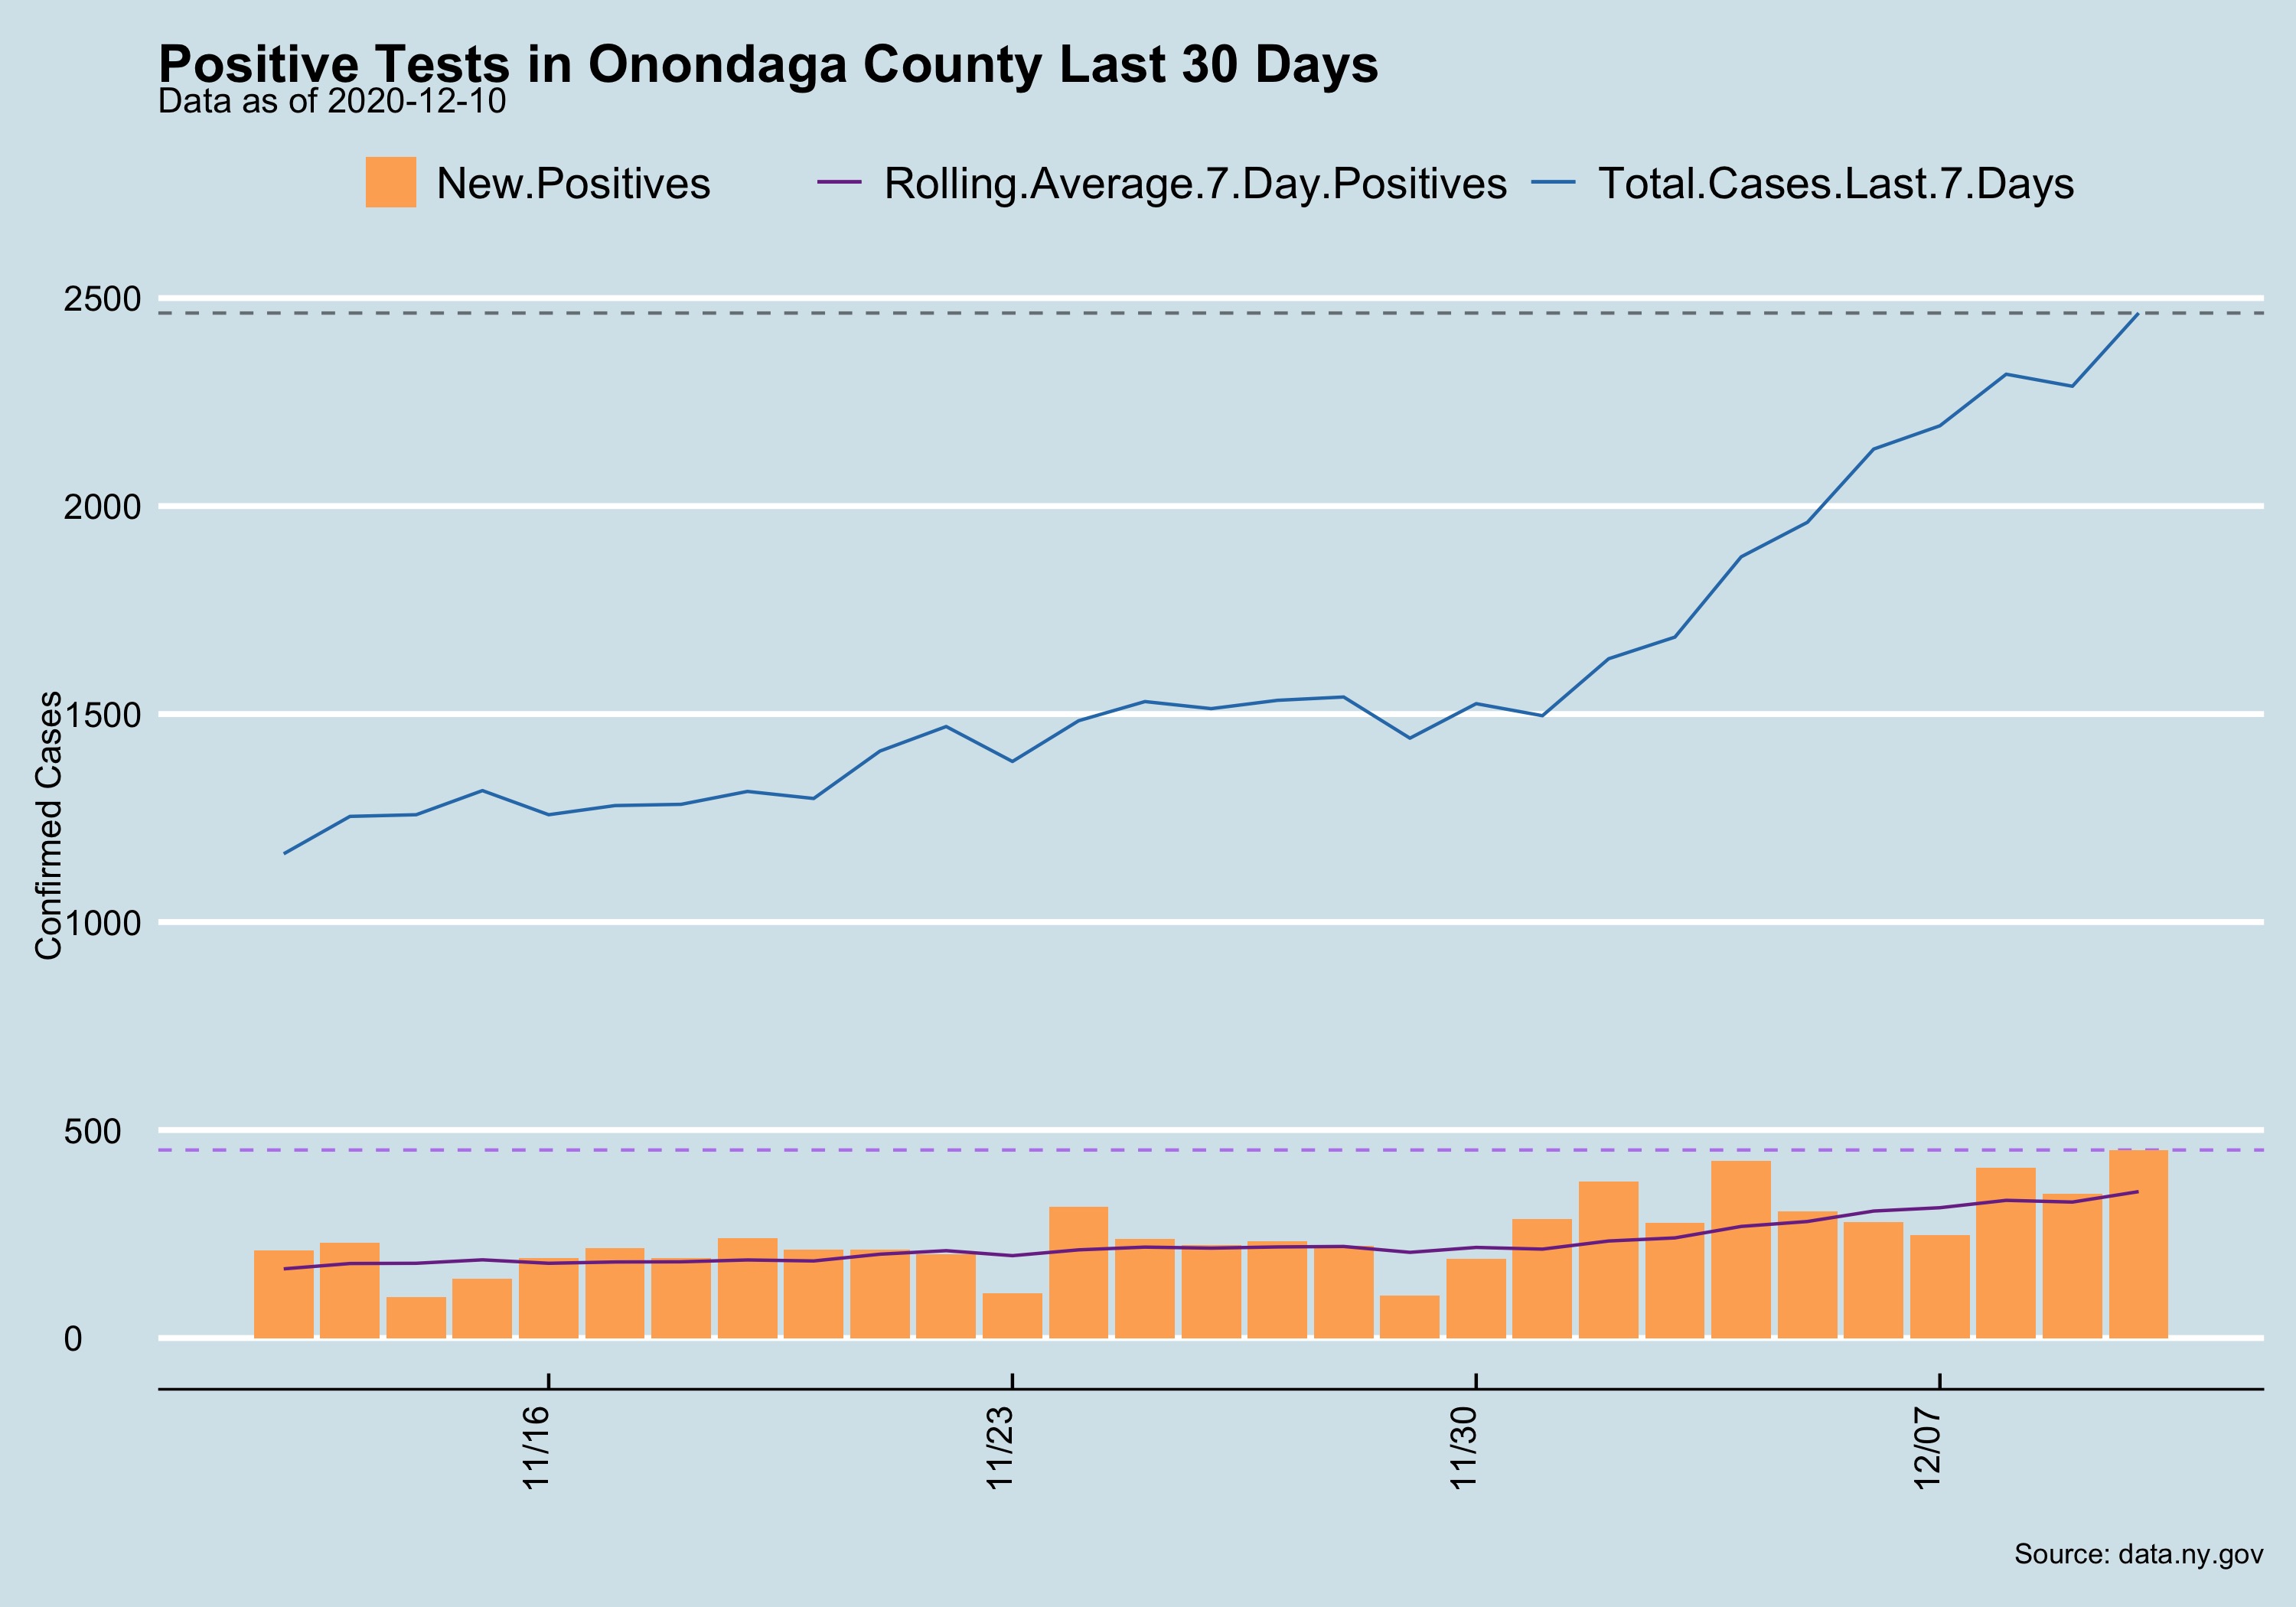 Positive Tests in Onondaga County Last 30 Days
Data as of 2020-12-10
New.Positives Rolling.Average.7.Day.Positives Total.Cases.Last.7.Days
Confirmed Cases
2500
2000
1500
1000
500
0
11/16 11/23 11/30 12/07
Source: data.ny.gov